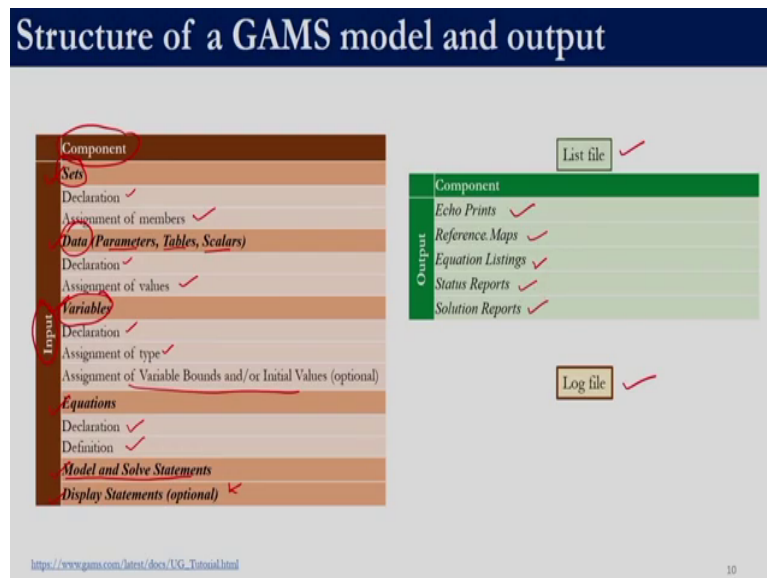 Structure of a GAMS model and output
Component
Sets
Declaration
Assignment of members
Data (Parameters, Tables, Scalars)
Declaration
Assignment of values
Variables
Declaration
Assignment of type
Assignment of Variable Bounds and/or Initial Values (optional)
Equations
Declaration
Definition
Model and Solve Statements
Display Statements (optional)
Input
List file
Component
Echo Prints
Reference.Maps
Equation Listings
Status Reports
Solution Reports
Output
Log file
https://www.gams.com/latest/docs/UG_Tutorial.html
10